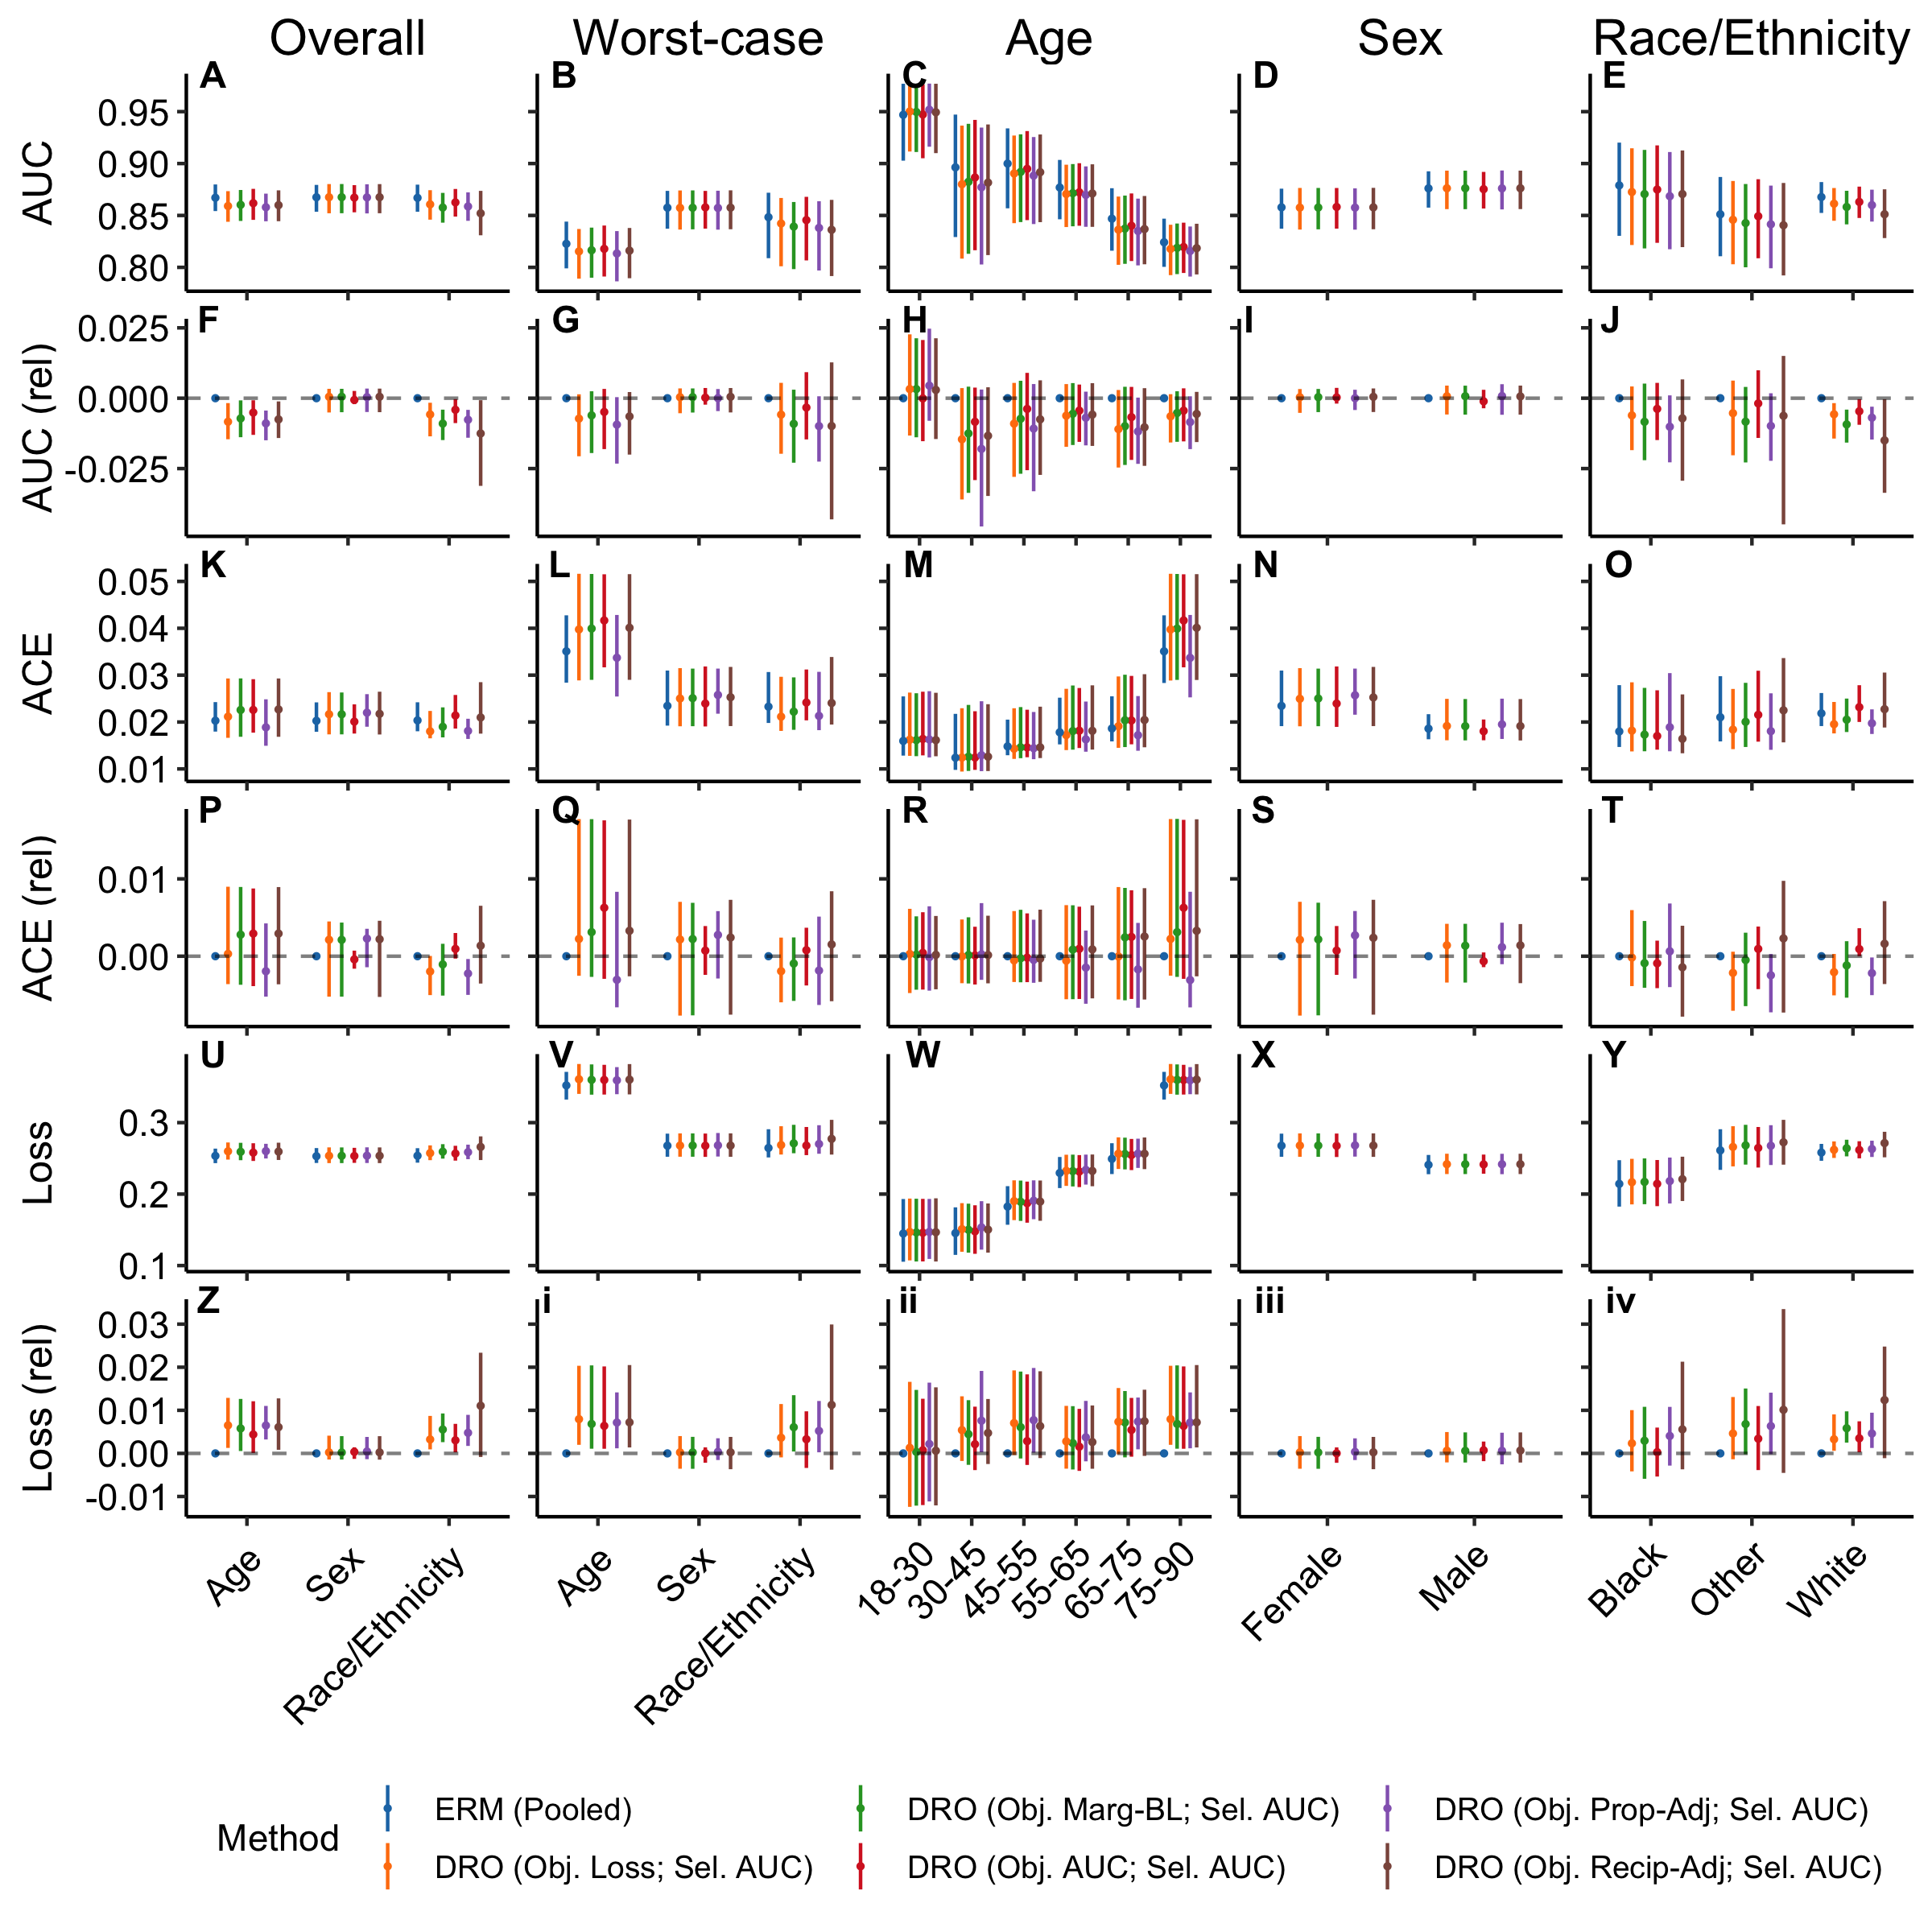 Overall Worst-case Age Sex Race/Ethnicity
A B C D E
AUC
0.95
0.90
0.85
0.80
F G H I J
AUC (rel)
0.025
0.000
-0.025
K L M N O
ACE
0.05
0.04
0.03
0.02
0.01
P Q R S T
ACE (rel)
0.01
0.00
U V W X Y
Loss
0.3
0.2
0.1
Z i ii iii iv
Loss (rel)
0.03
0.02
0.01
0.00
-0.01
Age Sex Race/Ethnicity Age Sex Race/Ethnicity 18-30 30-45 45-55 55-65 65-75 75-90 Female Male Black Other White
Method
ERM (Pooled) DRO (Obj. Marg-BL; Sel. AUC) DRO (Obj. Prop-Adj; Sel. AUC)
DRO (Obj. Loss; Sel. AUC) DRO (Obj. AUC; Sel. AUC) DRO (Obj. Recip-Adj; Sel. AUC)